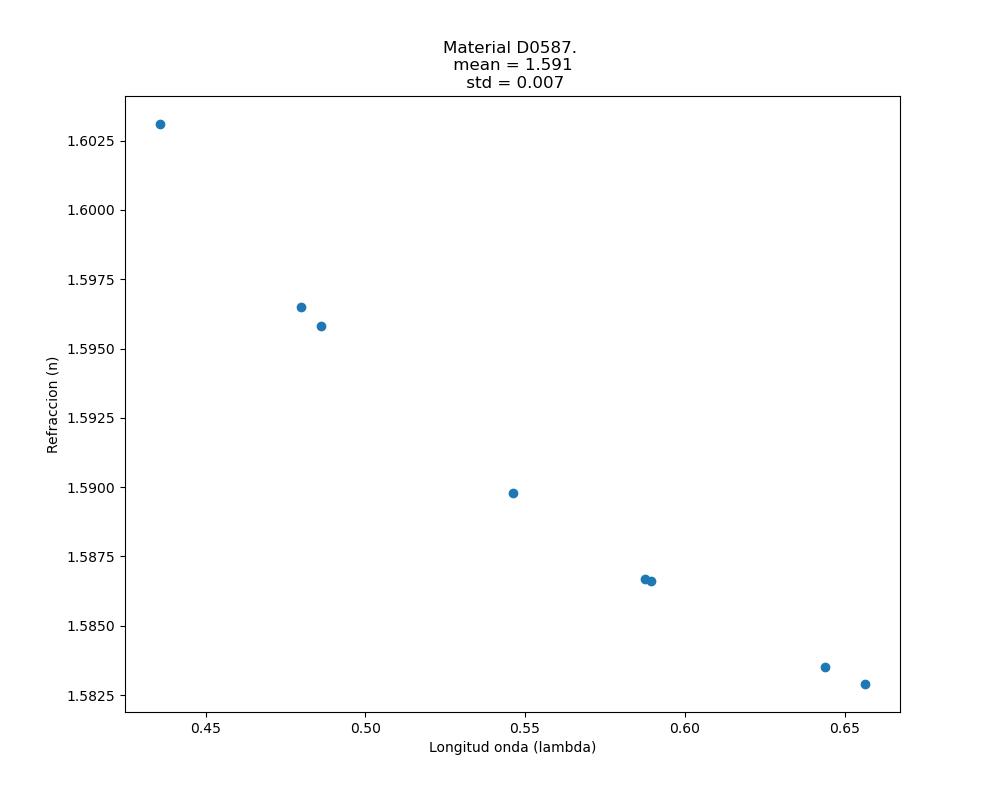 Material D0587.
mean = 1.591
std = 0.007
1.6025
1.6000
1.5975
1.5950
1.5925
1.5900
1.5875
1.5850
1.5825
Refraccion (n)
0.45 0.50 0.55 0.60 0.65
Longitud onda (lambda)